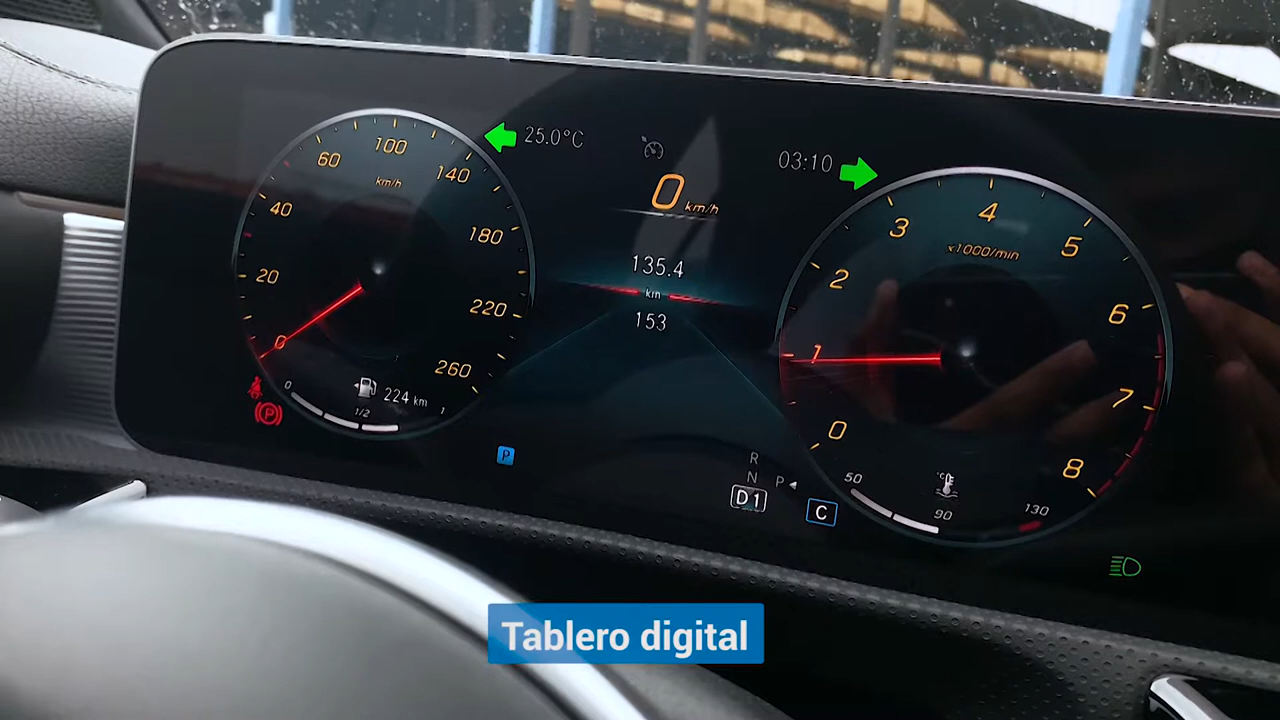 25.0°C
03:10
0 km/h
135.4
km
153
0
20
40
60
100
140
180
220
260
km/h
0
1/2
1
224 km
P
P
R
N
P
D1
C
0
1
2
3
4
5
6
7
8
x1000/min
50
90
130
°C
Tablero digital